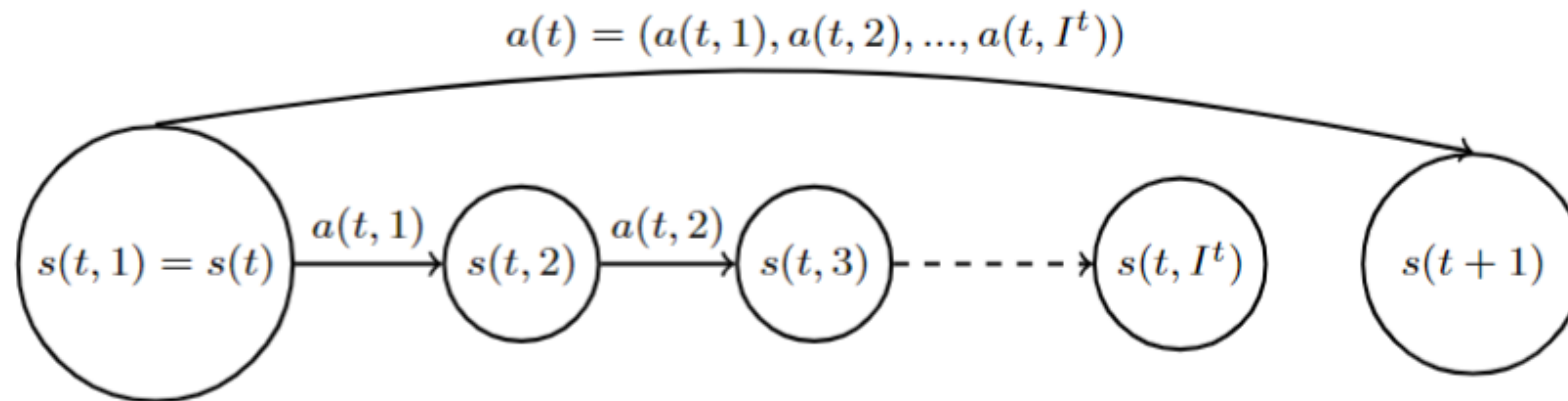 a(t) = (a(t, 1), a(t, 2), ..., a(t, I^t))
a(t, 1) a(t, 2)
s(t, 1) = s(t) s(t, 2) s(t, 3) s(t, I^t) s(t + 1)